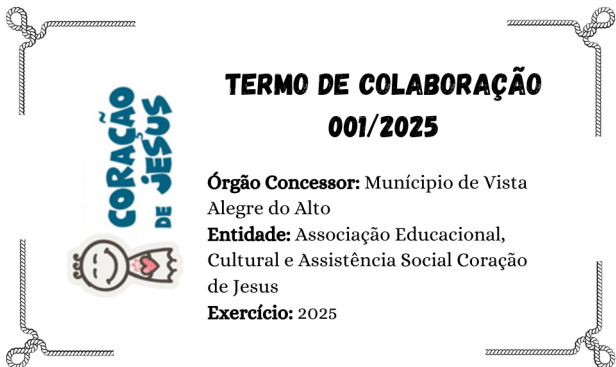 CORAÇÃO
DE JESUS
TERMO DE COLABORAÇÃO
001/2025
Órgão Concessor: Munícipio de Vista
Alegre do Alto
Entidade: Associação Educacional,
Cultural e Assistência Social Coração
de Jesus
Exercício: 2025